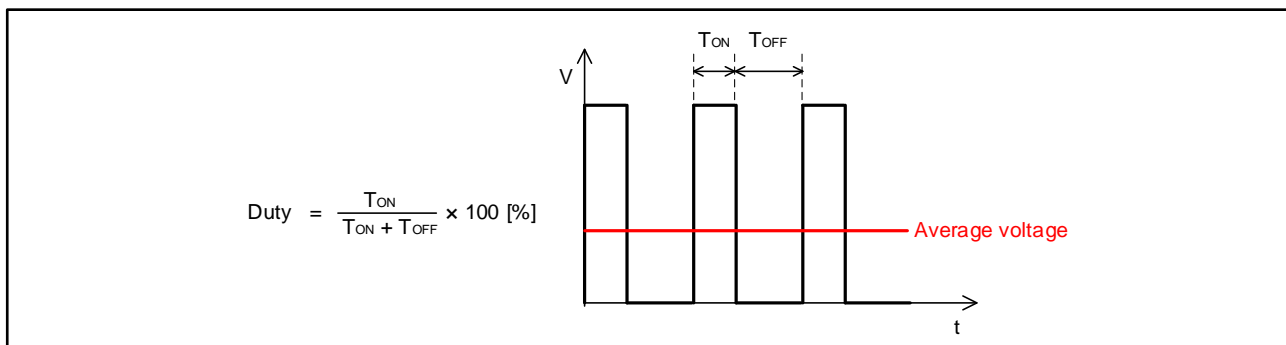 TON TOFF
V
Duty = TON / TON + TOFF × 100 [%]
Average voltage
t